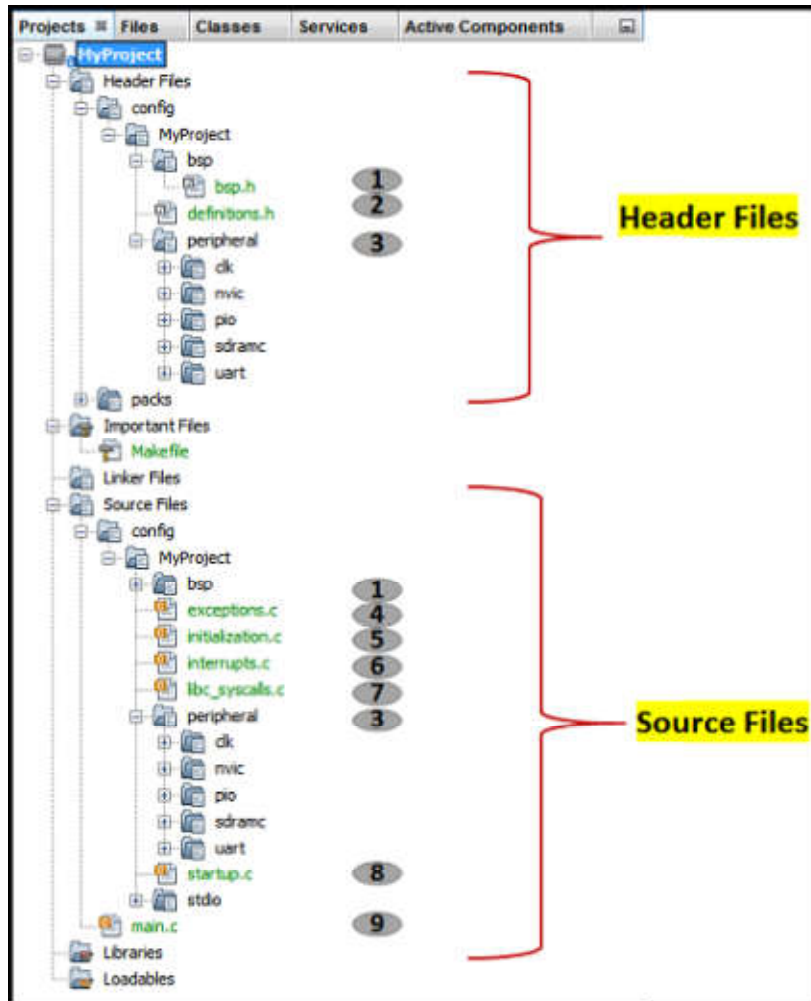 Projects Files Classes Services Active Components
MyProject
Header Files
config
MyProject
bsp
bsp.h 1
definitions.h 2
peripheral 3
clk
nvic
pio
sdramc
uart
packs
Header Files
Important Files
Makefile
Linker Files
Source Files
config
MyProject
bsp 1
exceptions.c 4
initialization.c 5
interrupts.c 6
libc_syscalls.c 7
peripheral 3
clk
nvic
pio
sdramc
uart
startup.c 8
stdio
main.c 9
Source Files
Libraries
Loadables